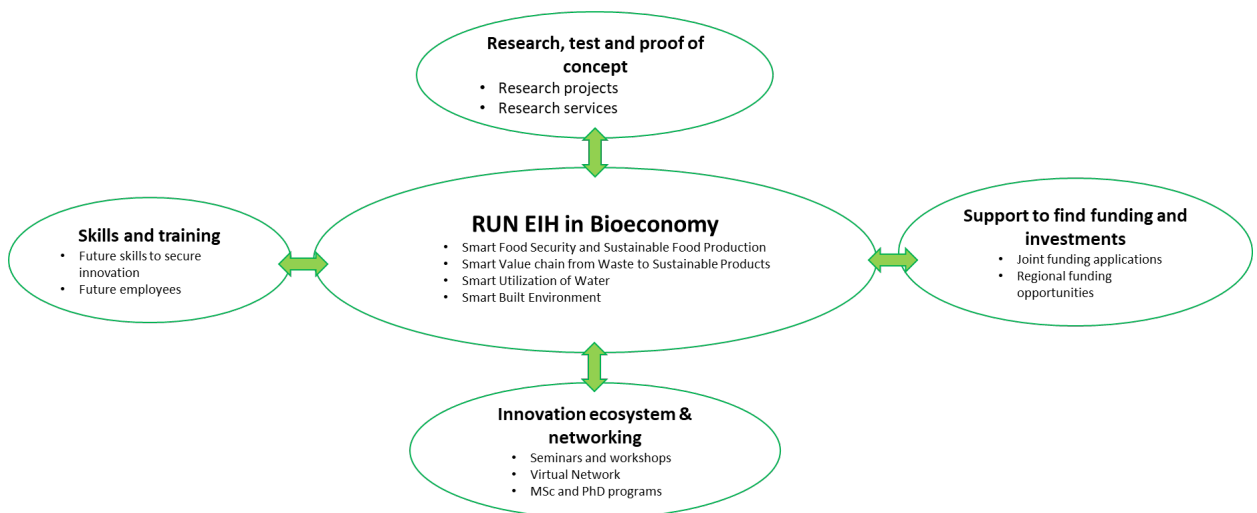 Research, test and proof of
concept
• Research projects
• Research services
Skills and training
• Future skills to secure
innovation
• Future employees
RUN EIH in Bioeconomy
• Smart Food Security and Sustainable Food Production
• Smart Value chain from Waste to Sustainable Products
• Smart Utilization of Water
• Smart Built Environment
Support to find funding and
investments
• Joint funding applications
• Regional funding
opportunities
Innovation ecosystem &
networking
• Seminars and workshops
• Virtual Network
• MSc and PhD programs